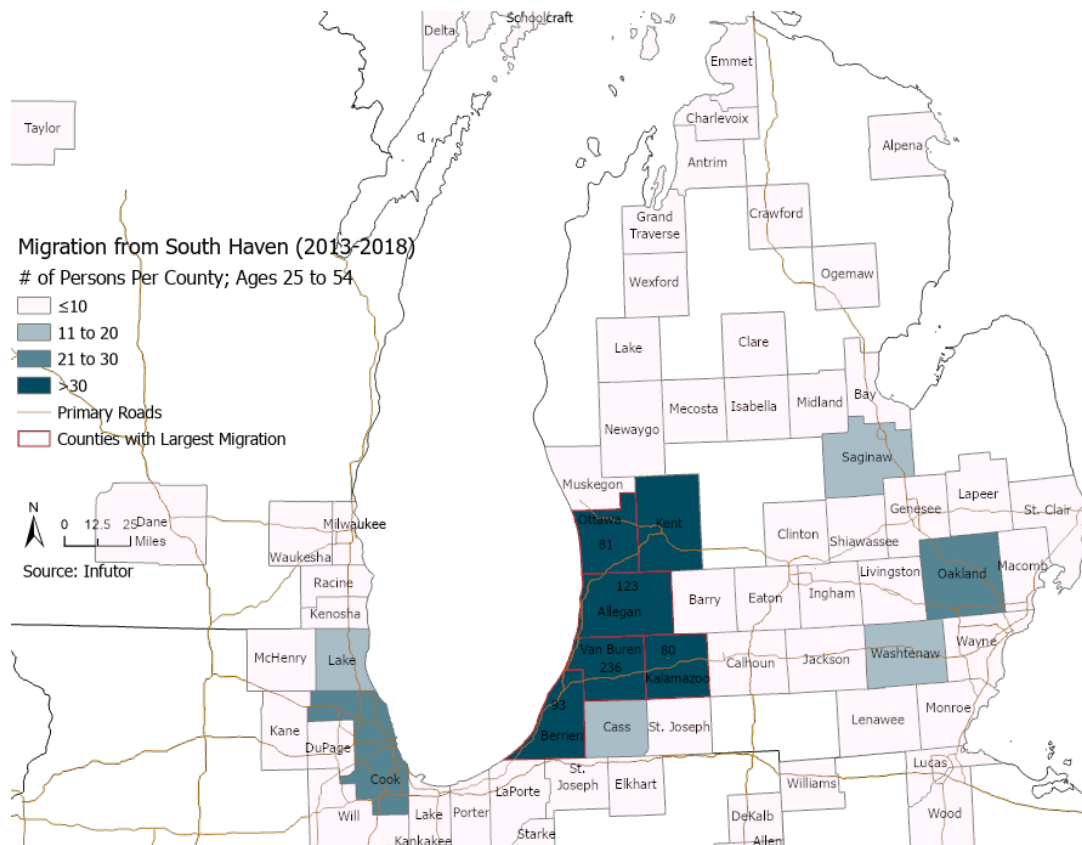 Schoolcraft
Delta
Emmet
Taylor
Charlevoix
Alpena
Antrim
Crawford
Grand
Traverse
Migration from South Haven (2013-2018)
# of Persons Per County; Ages 25 to 54
≤10
11 to 20
21 to 30
>30
Primary Roads
Counties with Largest Migration
Ogemaw
Wexford
Lake
Clare
Mecosta
Isabella
Midland
Bay
Newaygo
Saginaw
Muskegon
N
0 12.5 25
Miles
Source: Infutor
Dane
Milwaukee
Waukesha
Racine
Kenosha
Ottawa
81
Kent
Clinton
Shiawassee
Genesee
Lapeer
St. Clair
123
Allegan
Barry
Eaton
Ingham
Livingston
Oakland
Macomb
McHenry
Lake
Van Buren
236
80
Kalamazoo
Calhoun
Jackson
Washtenaw
Wayne
Kane
DuPage
Cook
Will
93
Berrien
Cass
St. Joseph
Lenawee
Monroe
Lake
Kankakee
Porter
LaPorte
Starke
St.
Joseph
Elkhart
Williams
DeKalb
Allen
Lucas
Wood